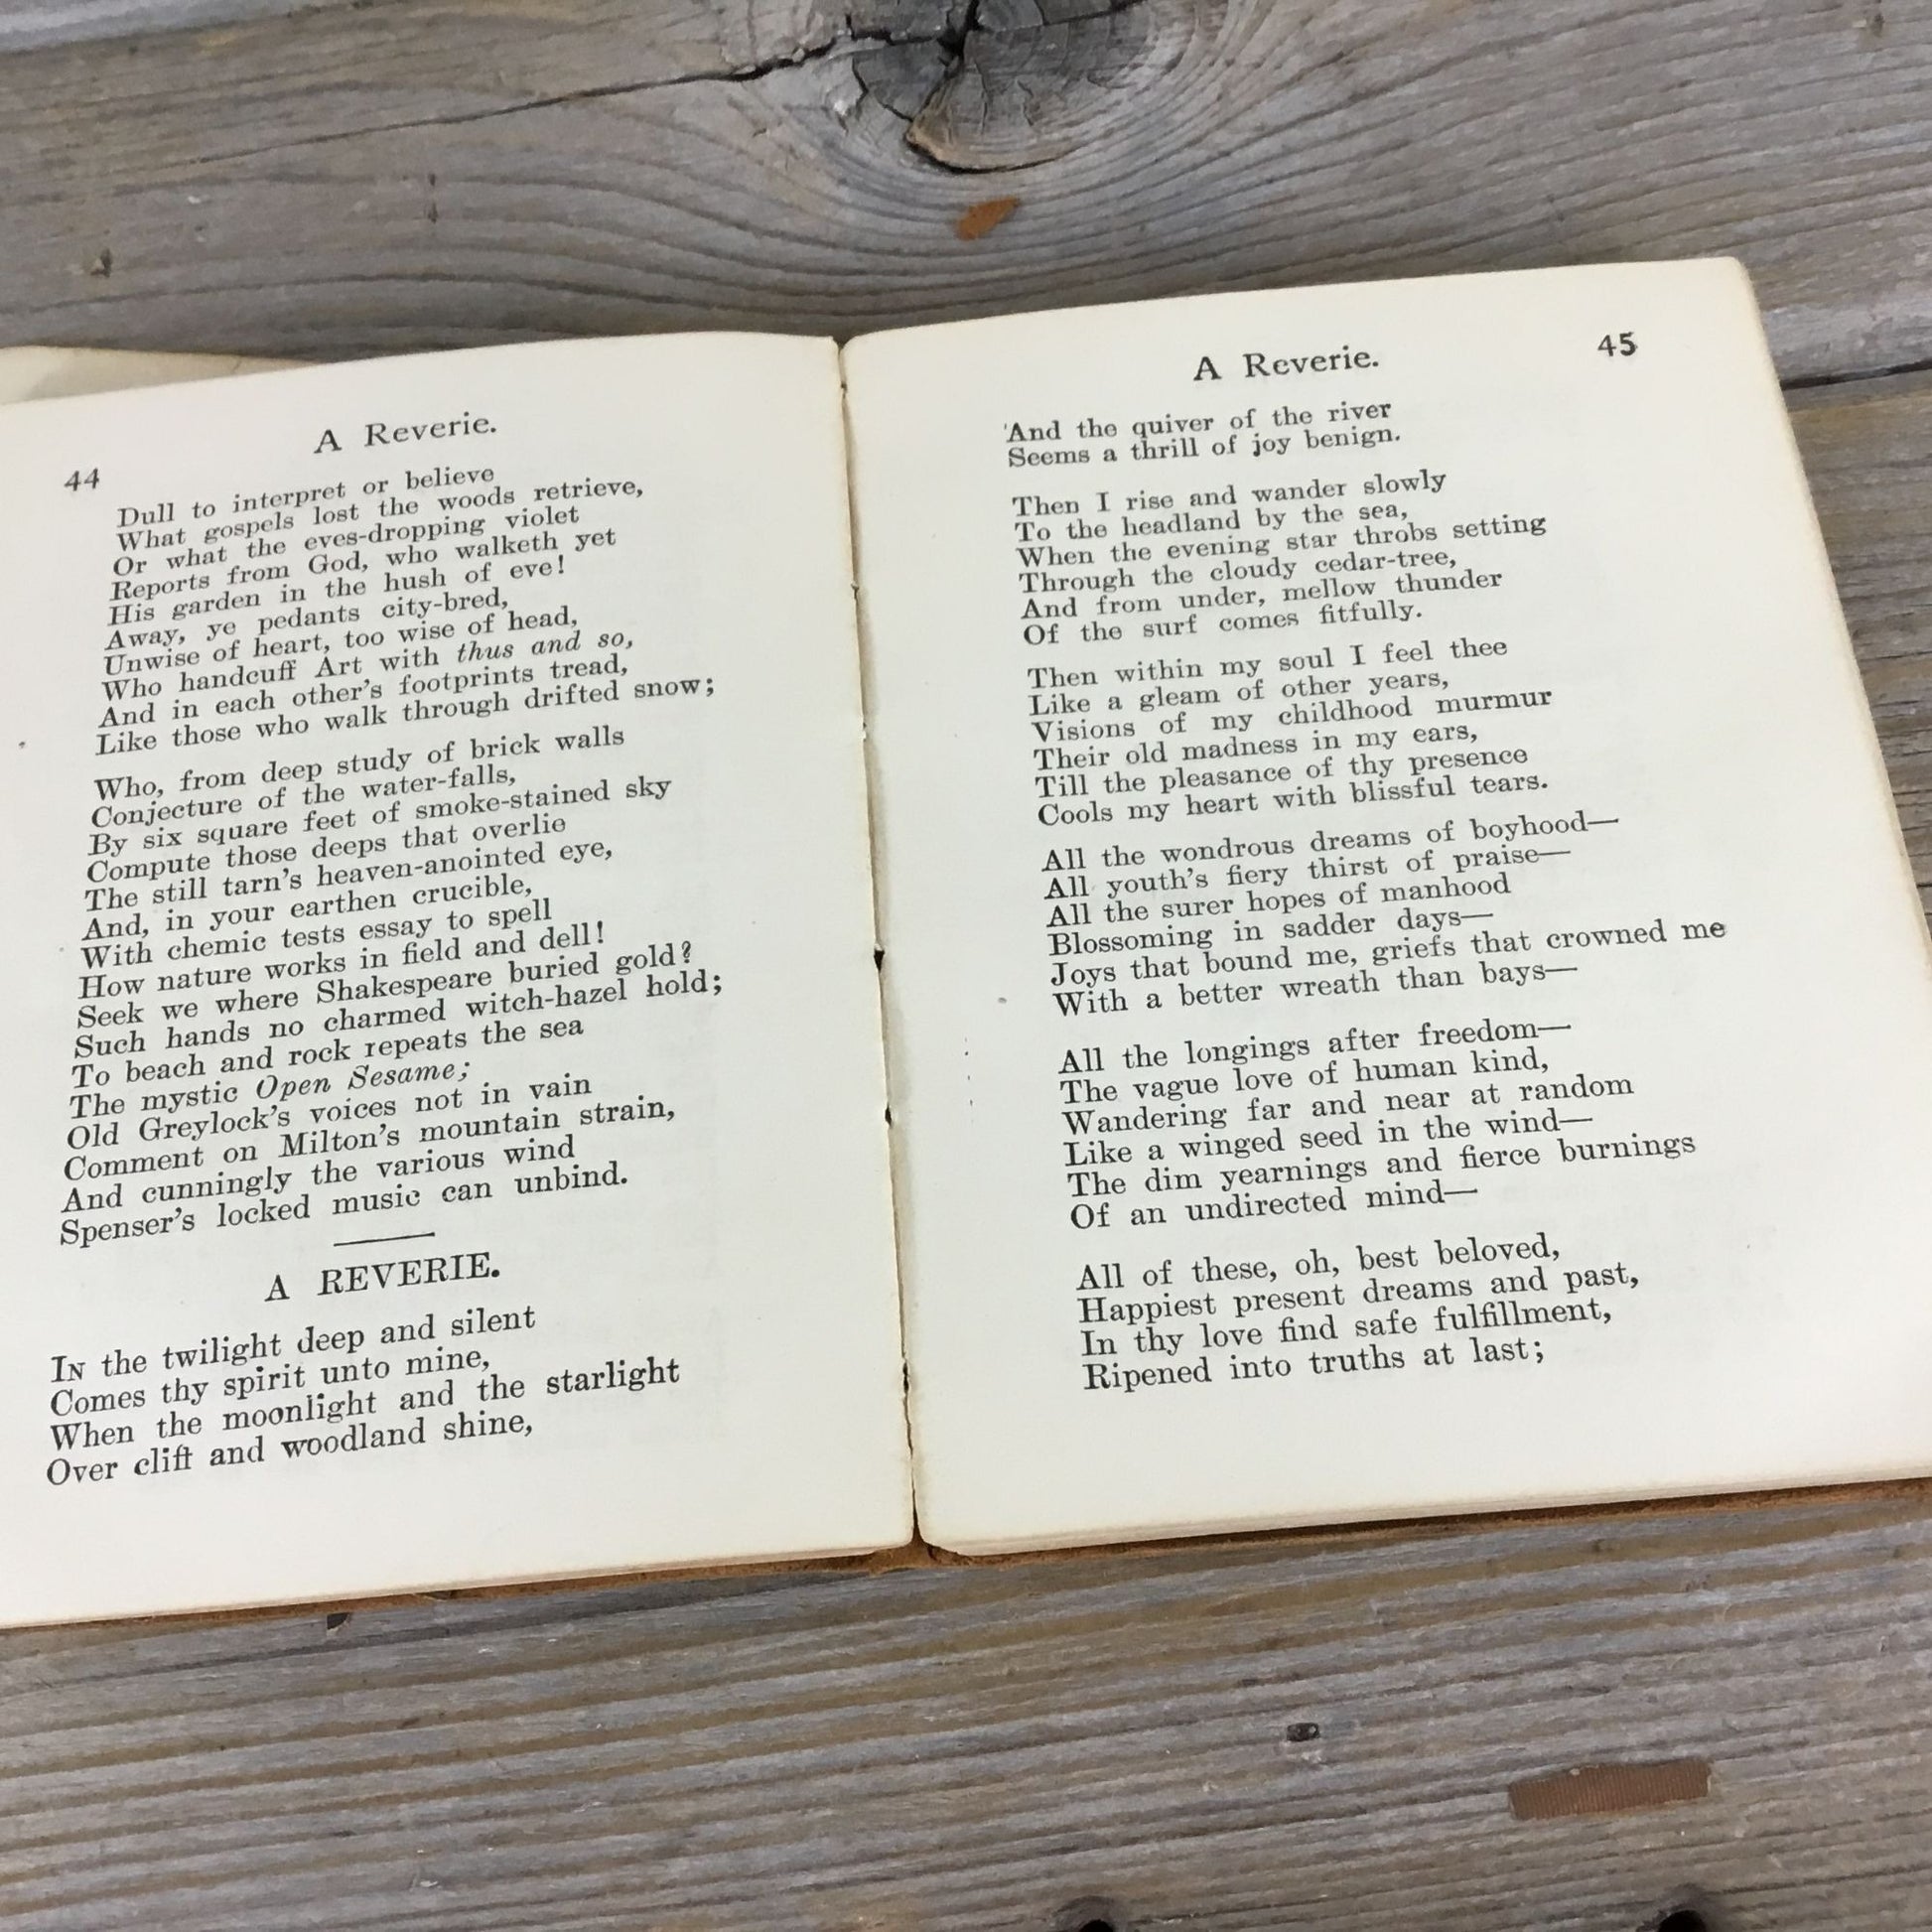 44
A Reverie.
Dull to interpret or believe
What gospels lost the woods retrieve,
Or what the eves-dropping violet
Reports from God, who walketh yet
His garden in the hush of eve!
Away, ye pedants city-bred,
Unwise of heart, too wise of head,
Who handcuff Art with thus and so,
And in each other's footprints tread,
Like those who walk through drifted snow;
Who, from deep study of brick walls
Conjecture of the water-falls,
By six square feet of smoke-stained sky
Compute those deeps that overlie
The still tarn's heaven-anointed eye,
And, in your earthen crucible,
With chemic tests essay to spell
How nature works in field and dell!
Seek we where Shakespeare buried gold?
Such hands no charmed witch-hazel hold;
To beach and rock repeats the sea
The mystic Open Sesame;
Old Greylock's voices not in vain
Comment on Milton's mountain strain,
And cunningly the various wind
Spenser's locked music can unbind.
A REVERIE.
IN the twilight deep and silent
Comes thy spirit unto mine,
When the moonlight and the starlight
Over cliff and woodland shine,
A Reverie.
45
And the quiver of the river
Seems a thrill of joy benign.
Then I rise and wander slowly
To the headland by the sea,
When the evening star throbs setting
Through the cloudy cedar-tree,
And from under, mellow thunder
Of the surf comes fitfully.
Then within my soul I feel thee
Like a gleam of other years,
Visions of my childhood murmur
Their old madness in my ears,
Till the pleasance of thy presence
Cools my heart with blissful tears.
All the wondrous dreams of boyhood—
All youth's fiery thirst of praise—
All the surer hopes of manhood
Blossoming in sadder days—
Joys that bound me, griefs that crowned me
With a better wreath than bays—
All the longings after freedom—
The vague love of human kind,
Wandering far and near at random
Like a winged seed in the wind—
The dim yearnings and fierce burnings
Of an undirected mind—
All of these, oh, best beloved,
Happiest present dreams and past,
In thy love find safe fulfillment,
Ripened into truths at last;